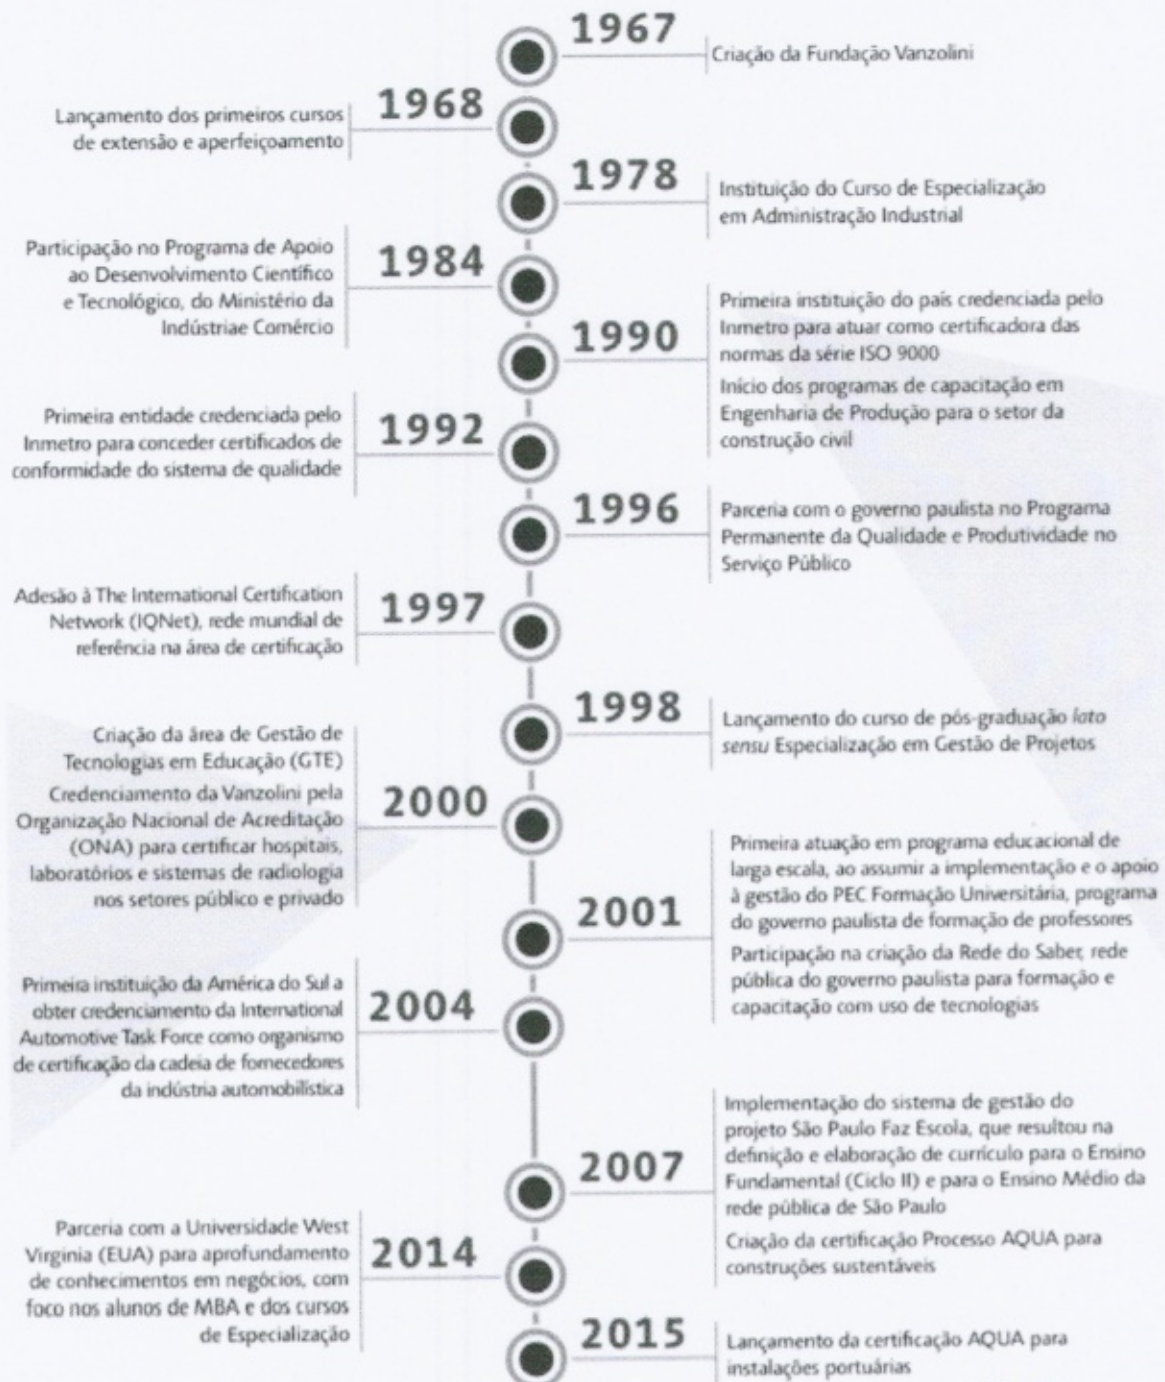 1967
Criação da Fundação Vanzolini
1968
Lançamento dos primeiros cursos
de extensão e aperfeiçoamento
1978
Instituição do Curso de Especialização
em Administração Industrial
1984
Participação no Programa de Apoio
ao Desenvolvimento Científico
e Tecnológico, do Ministério da
Indústriae Comércio
1990
Primeira instituição do país credenciada pelo
Inmetro para atuar como certificadora das
normas da série ISO 9000
Início dos programas de capacitação em
Engenharia de Produção para o setor da
construção civil
1992
Primeira entidade credenciada pelo
Inmetro para conceder certificados de
conformidade do sistema de qualidade
1996
Parceria com o governo paulista no Programa
Permanente da Qualidade e Produtividade no
Serviço Público
1997
Adesão à The International Certification
Network (IQNet), rede mundial de
referência na área de certificação
1998
Lançamento do curso de pós-graduação lato
sensu Especialização em Gestão de Projetos
2000
Criação da área de Gestão de
Tecnologias em Educação (GTE)
Credenciamento da Vanzolini pela
Organização Nacional de Acreditação
(ONA) para certificar hospitais,
laboratórios e sistemas de radiologia
nos setores público e privado
2001
Primeira atuação em programa educacional de
larga escala, ao assumir a implementação e o apoio
à gestão do PEC Formação Universitária, programa
do governo paulista de formação de professores
Participação na criação da Rede do Saber, rede
pública do governo paulista para formação e
capacitação com uso de tecnologias
2004
Primeira instituição da América do Sul a
obter credenciamento da International
Automotive Task Force como organismo
de certificação da cadeia de fornecedores
da indústria automobilística
2007
Implementação do sistema de gestão do
projeto São Paulo Faz Escola, que resultou na
definição e elaboração de currículo para o Ensino
Fundamental (Ciclo II) e para o Ensino Médio da
rede pública de São Paulo
Criação da certificação Processo AQUA para
construções sustentáveis
2014
Parceria com a Universidade West
Virginia (EUA) para aprofundamento
de conhecimentos em negócios, com
foco nos alunos de MBA e dos cursos
de Especialização
2015
Lançamento da certificação AQUA para
instalações portuárias